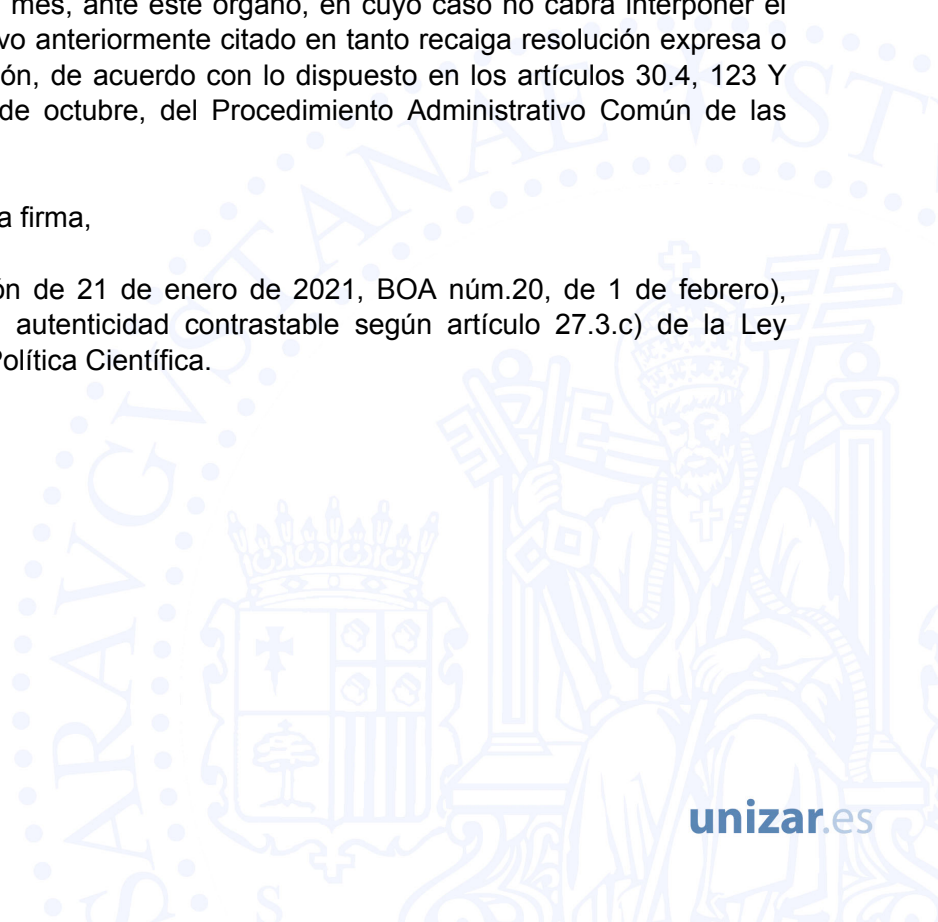 mes, ante este órgano, en cuyo caso no cabrá interponer el
vo anteriormente citado en tanto recaiga resolución expresa o
ón, de acuerdo con lo dispuesto en los artículos 30.4, 123 Y
de octubre, del Procedimiento Administrativo Común de las
a firma,
ón de 21 de enero de 2021, BOA núm.20, de 1 de febrero),
autenticidad contrastable según artículo 27.3.c) de la Ley
Política Científica.
SARAVGVSTANAE ST
unizar.es
S